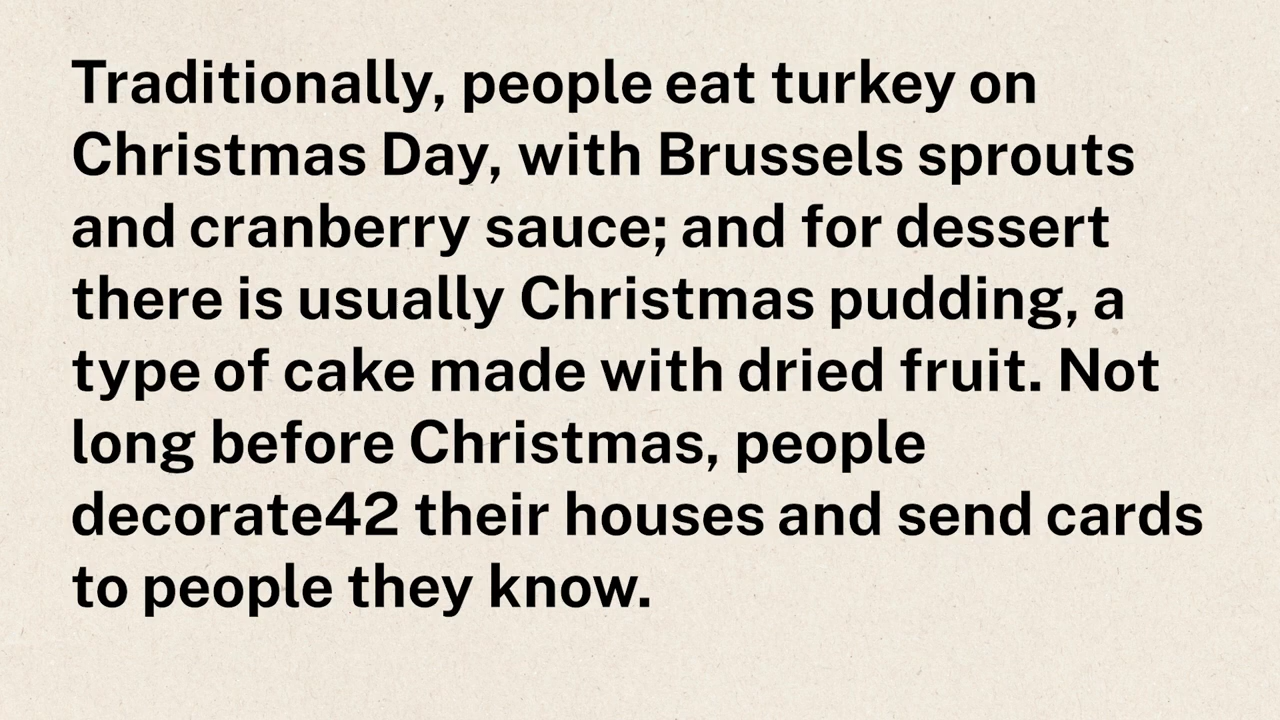 Traditionally, people eat turkey on
Christmas Day, with Brussels sprouts
and cranberry sauce; and for dessert
there is usually Christmas pudding, a
type of cake made with dried fruit. Not
long before Christmas, people
decorate42 their houses and send cards
to people they know.